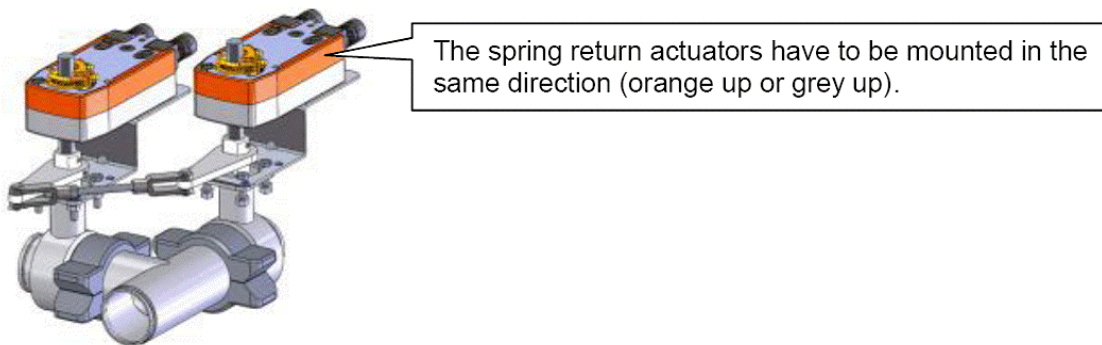 The spring return actuators have to be mounted in the
same direction (orange up or grey up).